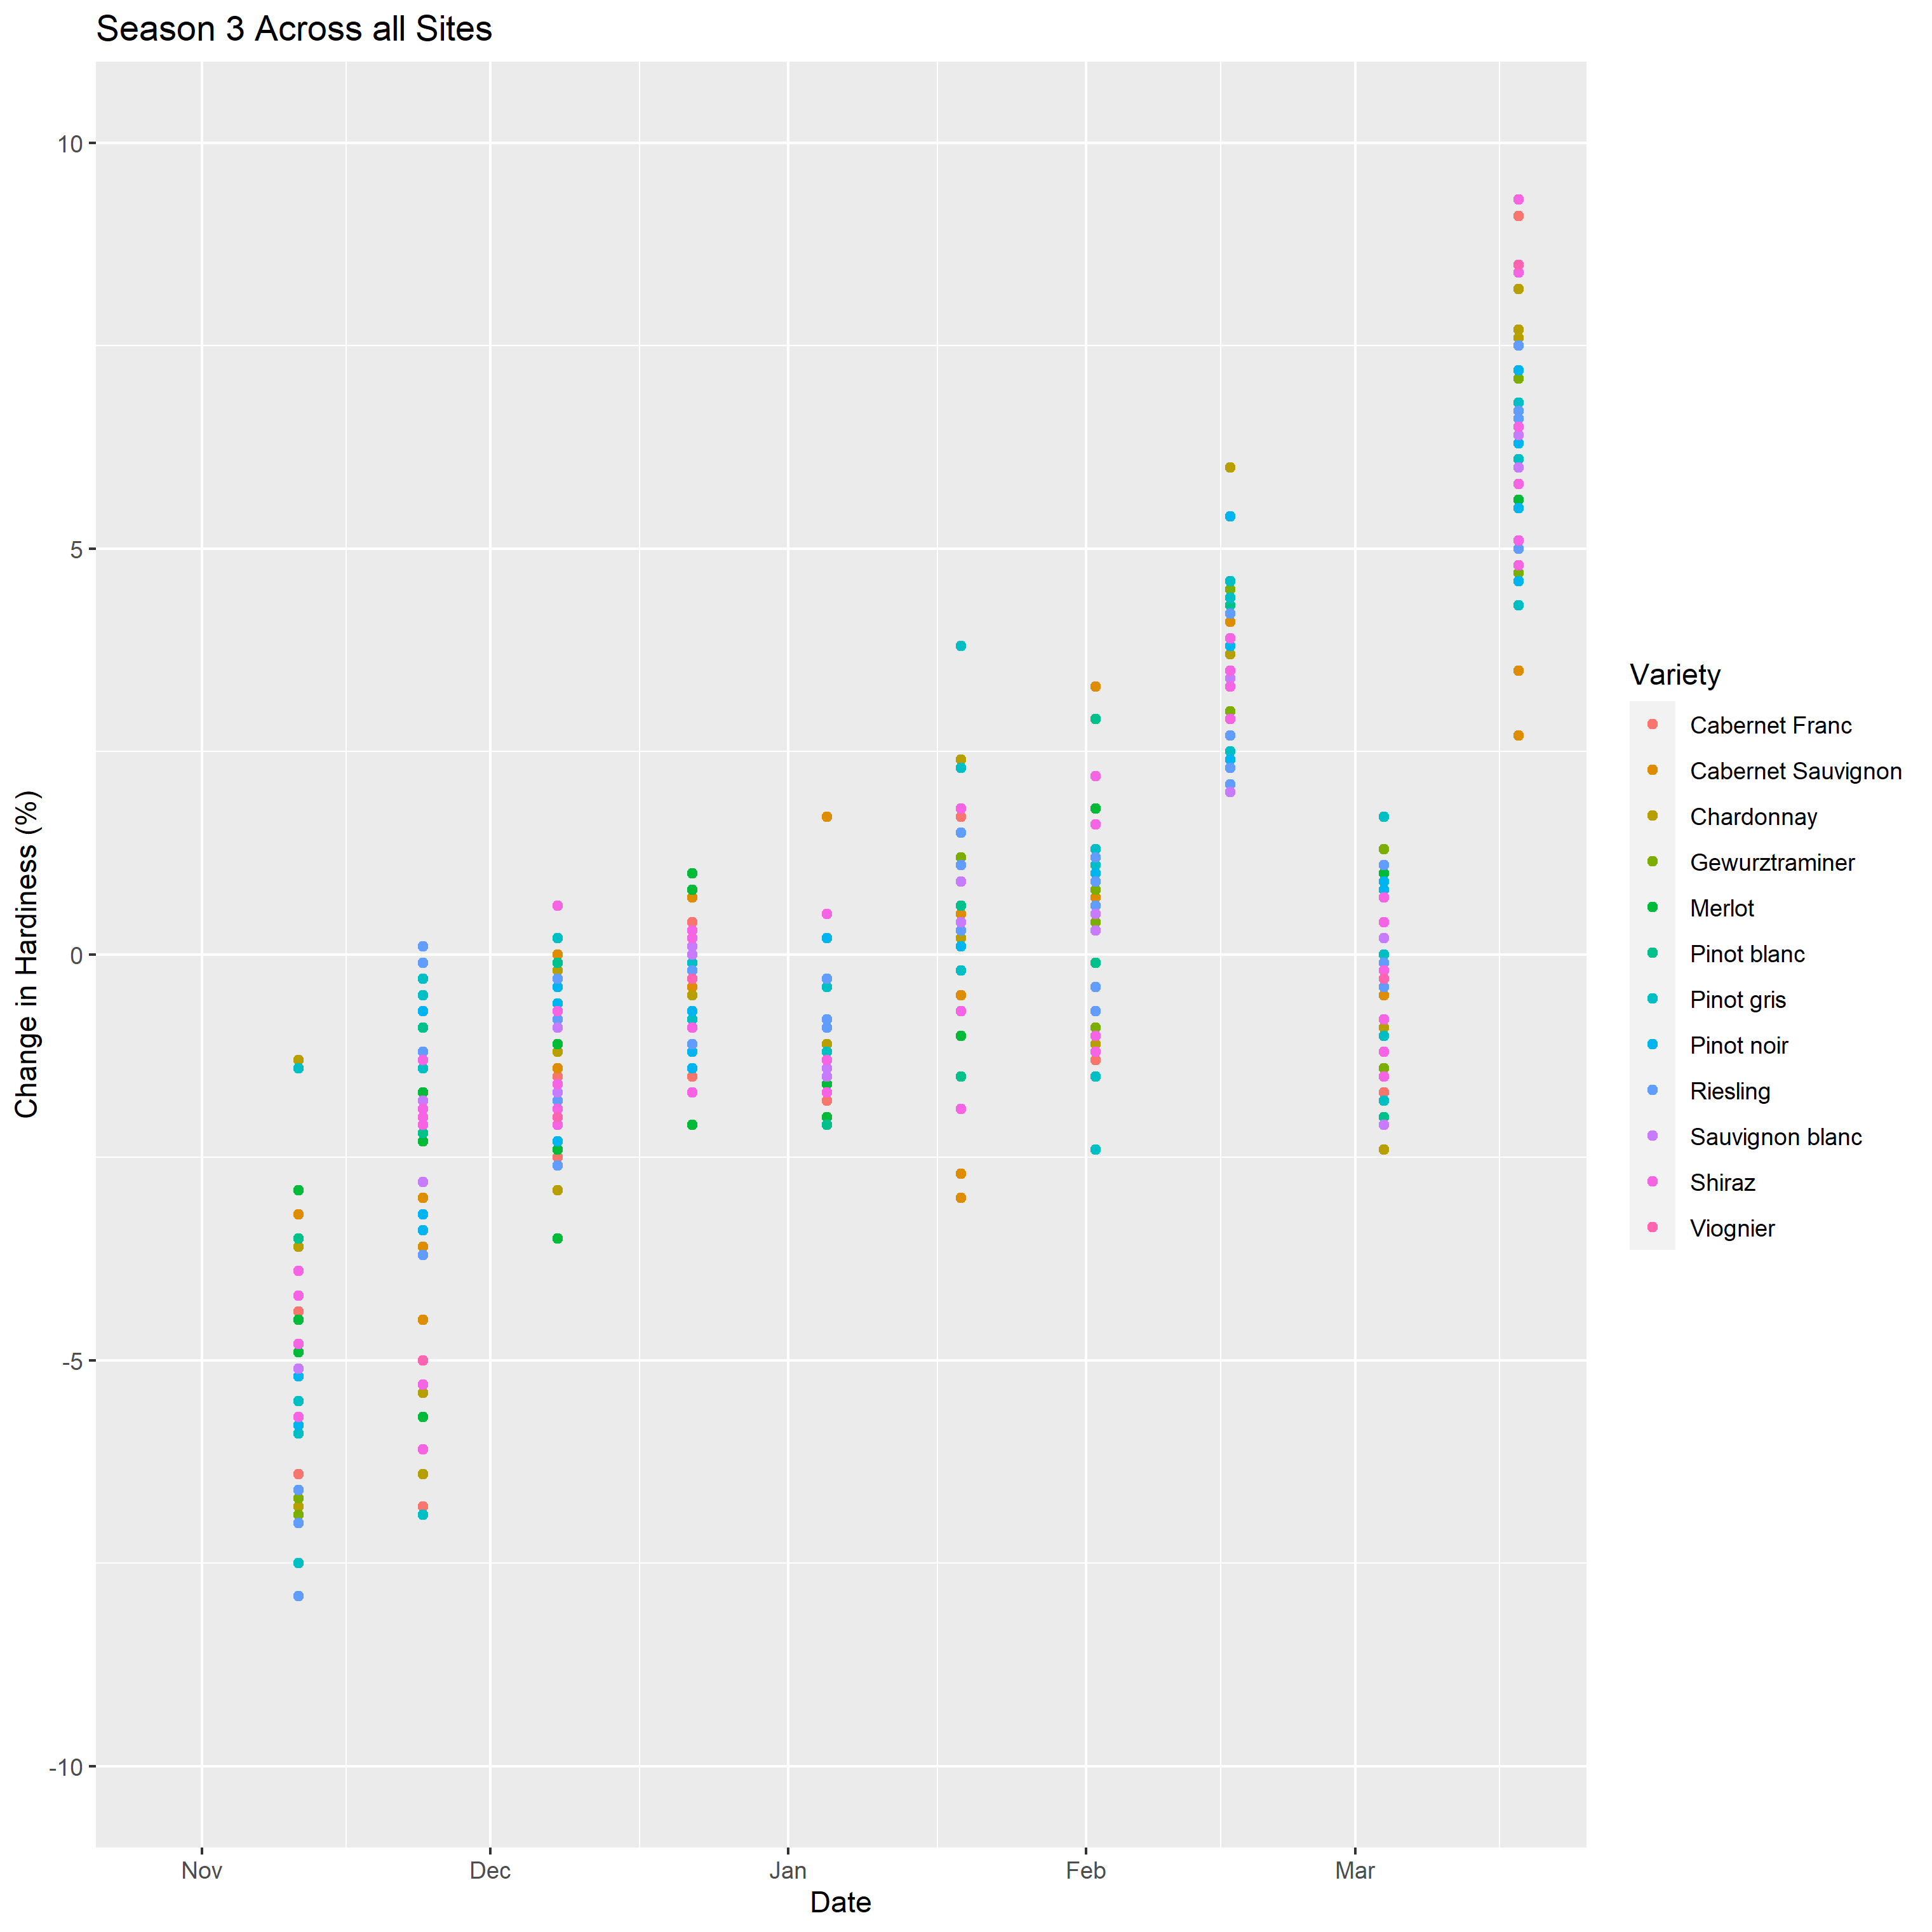 Season 3 Across all Sites
Change in Hardiness (%)
10
5
0
-5
-10
Nov
Dec
Jan
Feb
Mar
Date
Variety
Cabernet Franc
Cabernet Sauvignon
Chardonnay
Gewurztraminer
Merlot
Pinot blanc
Pinot gris
Pinot noir
Riesling
Sauvignon blanc
Shiraz
Viognier